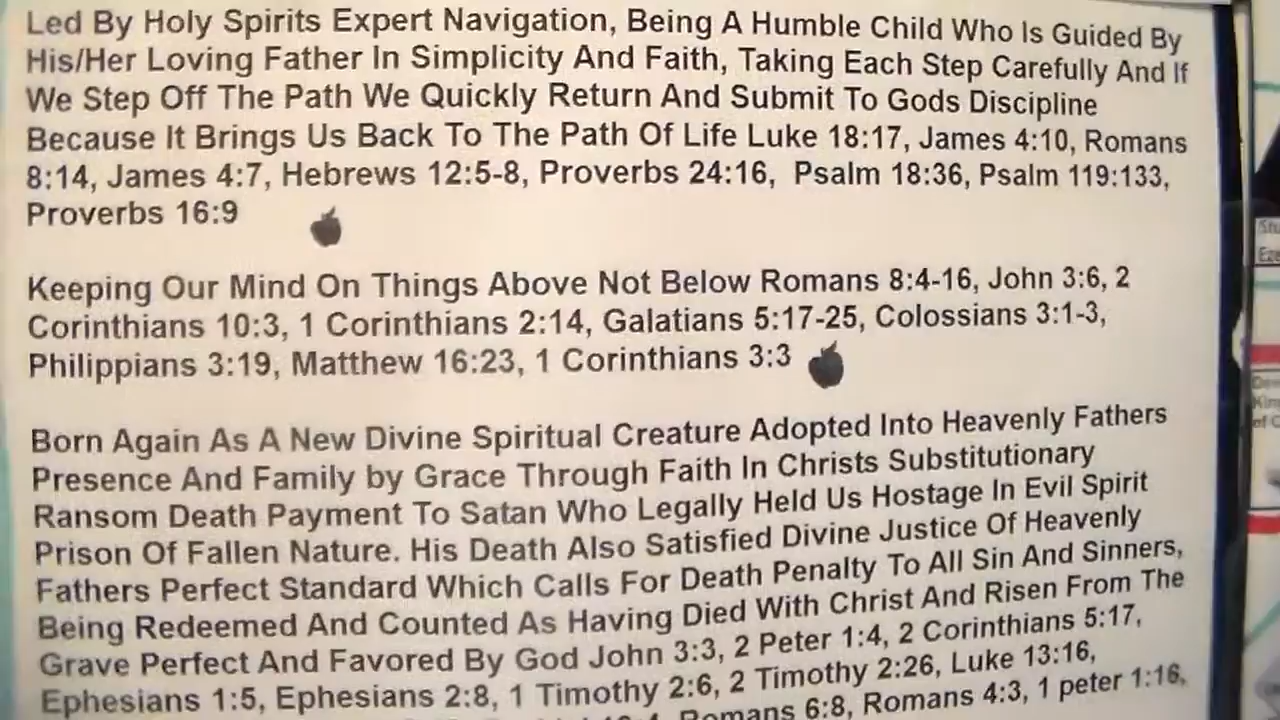 Led By Holy Spirits Expert Navigation, Being A Humble Child Who Is Guided By
His/Her Loving Father In Simplicity And Faith, Taking Each Step Carefully And If
We Step Off The Path We Quickly Return And Submit To Gods Discipline
Because It Brings Us Back To The Path Of Life Luke 18:17, James 4:10, Romans
8:14, James 4:7, Hebrews 12:5-8, Proverbs 24:16, Psalm 18:36, Psalm 119:133,
Proverbs 16:9
Keeping Our Mind On Things Above Not Below Romans 8:4-16, John 3:6, 2
Corinthians 10:3, 1 Corinthians 2:14, Galatians 5:17-25, Colossians 3:1-3,
Philippians 3:19, Matthew 16:23, 1 Corinthians 3:3
Born Again As A New Divine Spiritual Creature Adopted Into Heavenly Fathers
Presence And Family by Grace Through Faith In Christs Substitutionary
Ransom Death Payment To Satan Who Legally Held Us Hostage In Evil Spirit
Prison Of Fallen Nature. His Death Also Satisfied Divine Justice Of Heavenly
Fathers Perfect Standard Which Calls For Death Penalty To All Sin And Sinners,
Being Redeemed And Counted As Having Died With Christ And Risen From The
Grave Perfect And Favored By God John 3:3, 2 Peter 1:4, 2 Corinthians 5:17,
Ephesians 1:5, Ephesians 2:8, 1 Timothy 2:6, 2 Timothy 2:26, Luke 13:16,
Romans 6:8, Romans 4:3, 1 peter 1:16,